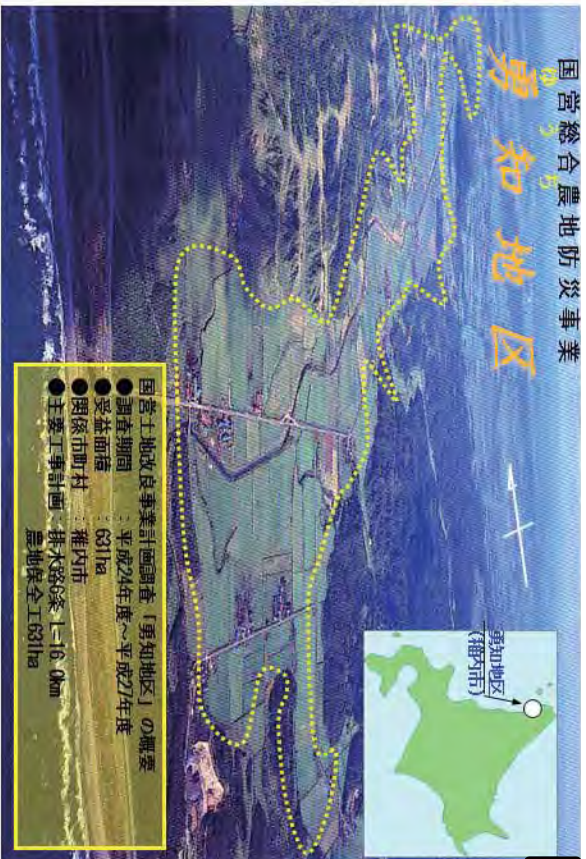 国営総合農地防災事業
ゆうち
勇知地区
勇知地区
(稚内市)
国営土地改良事業計画調査「勇知地区」の概要
●調査期間：平成24年度～平成27年度
●受益面積：631ha
●関係市町村：稚内市
●主要工事計画：排水路6条 L=16.0km
農地保全工631ha